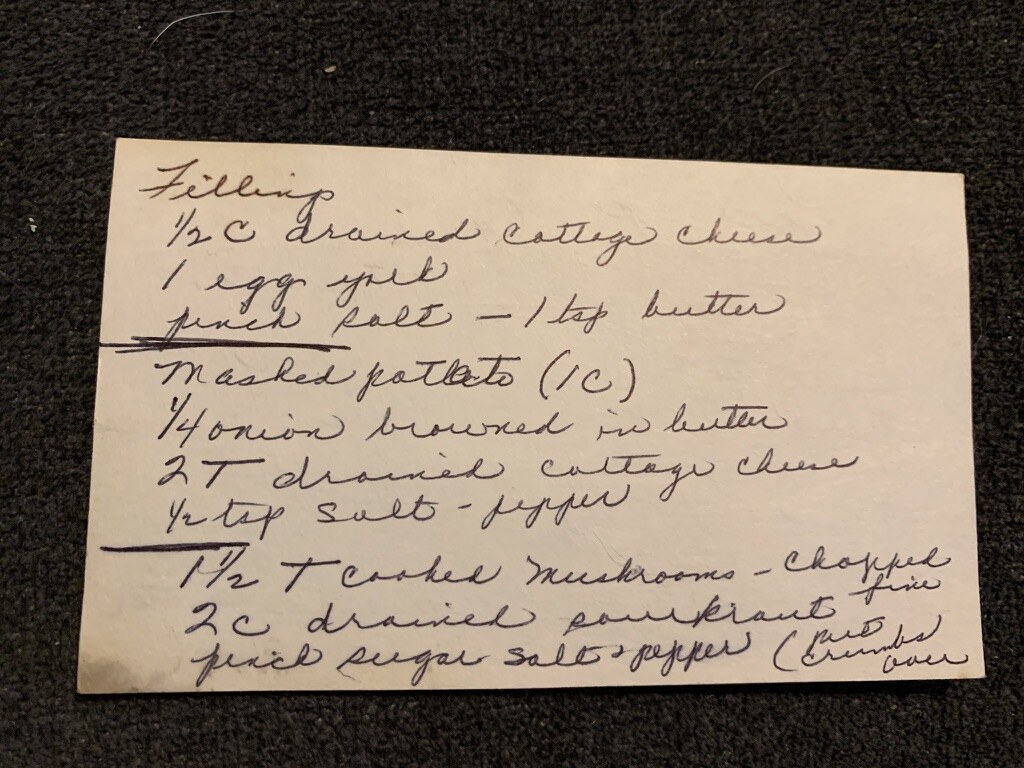 Filling
1/2 C drained cottage cheese
1 egg yolk
pinch salt - 1 tsp butter
Mashed potato (1 C)
1/4 onion browned in butter
2 T drained cottage cheese
1/2 tsp Salt - pepper
1 1/2 T cooked Mushrooms - Chopped fine
2 c drained sourkraut
pinch sugar salt & pepper ( crumbs over